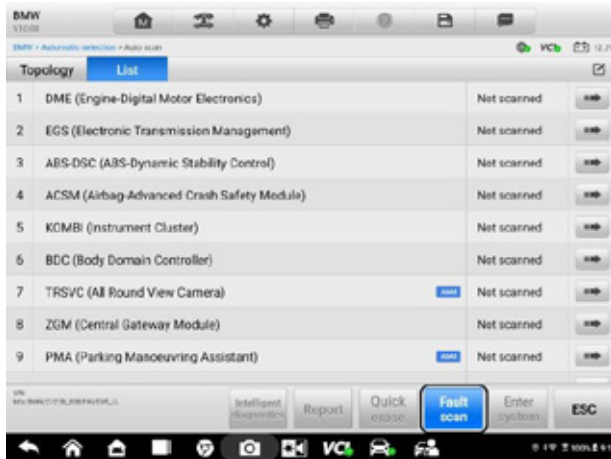 BMW
BMW > Automatic selection > Auto scan
VCI
Topology List
1 DME (Engine-Digital Motor Electronics) Not scanned
2 EGS (Electronic Transmission Management) Not scanned
3 ABS-DSC (ABS-Dynamic Stability Control) Not scanned
4 ACSM (Airbag-Advanced Crash Safety Module) Not scanned
5 KOMBI (Instrument Cluster) Not scanned
6 BDC (Body Domain Controller) Not scanned
7 TRSVC (All Round View Camera) Not scanned
8 ZGM (Central Gateway Module) Not scanned
9 PMA (Parking Manoeuvring Assistant) Not scanned
Intelligent
diagnostics
Report
Quick
erase
Fault
scan
Enter
system
ESC
VCI